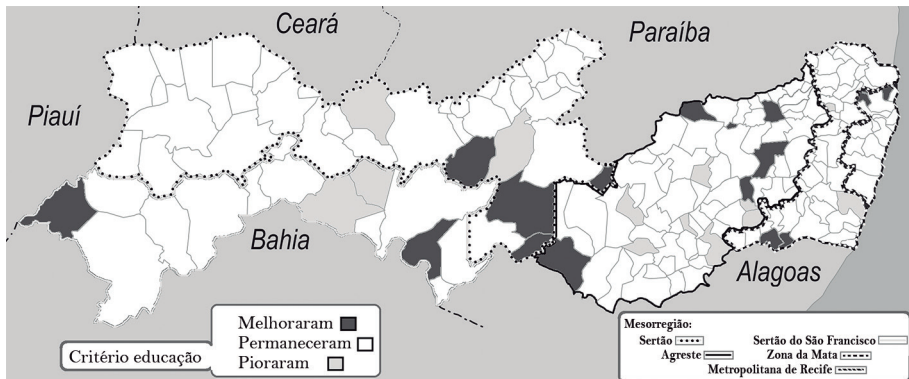 Ceará
Paraíba
Piauí
Bahia
Alagoas
Melhoraram
Permaneceram
Pioraram
Critério educação
Mesorregião:
Sertão
Sertão do São Francisco
Agreste
Zona da Mata
Metropolitana de Recife